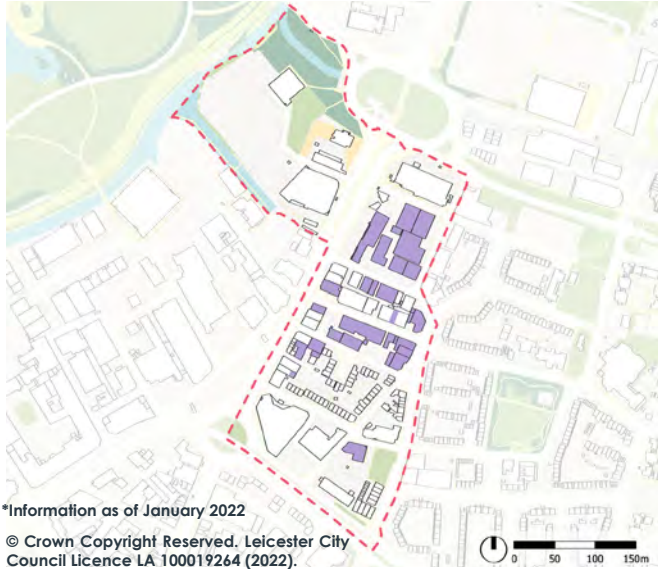 *Information as of January 2022
© Crown Copyright Reserved. Leicester City
Council Licence LA 100019264 (2022).
0 50 100 150m